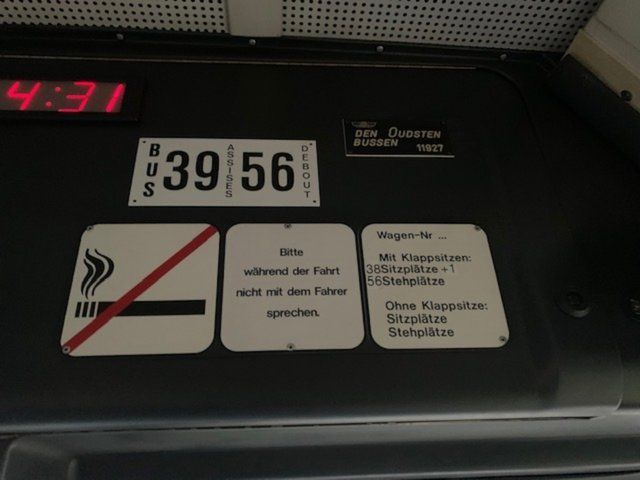 4:31
BUS 39 ASSISES 56 DEBOUT
DEN OUDSTEN
BUSSEN 11927
Bitte
während der Fahrt
nicht mit dem Fahrer
sprechen.
Wagen-Nr ...
Mit Klappsitzen:
38Sitzplätze +1
56Stehplätze
Ohne Klappsitze:
Sitzplätze
Stehplätze